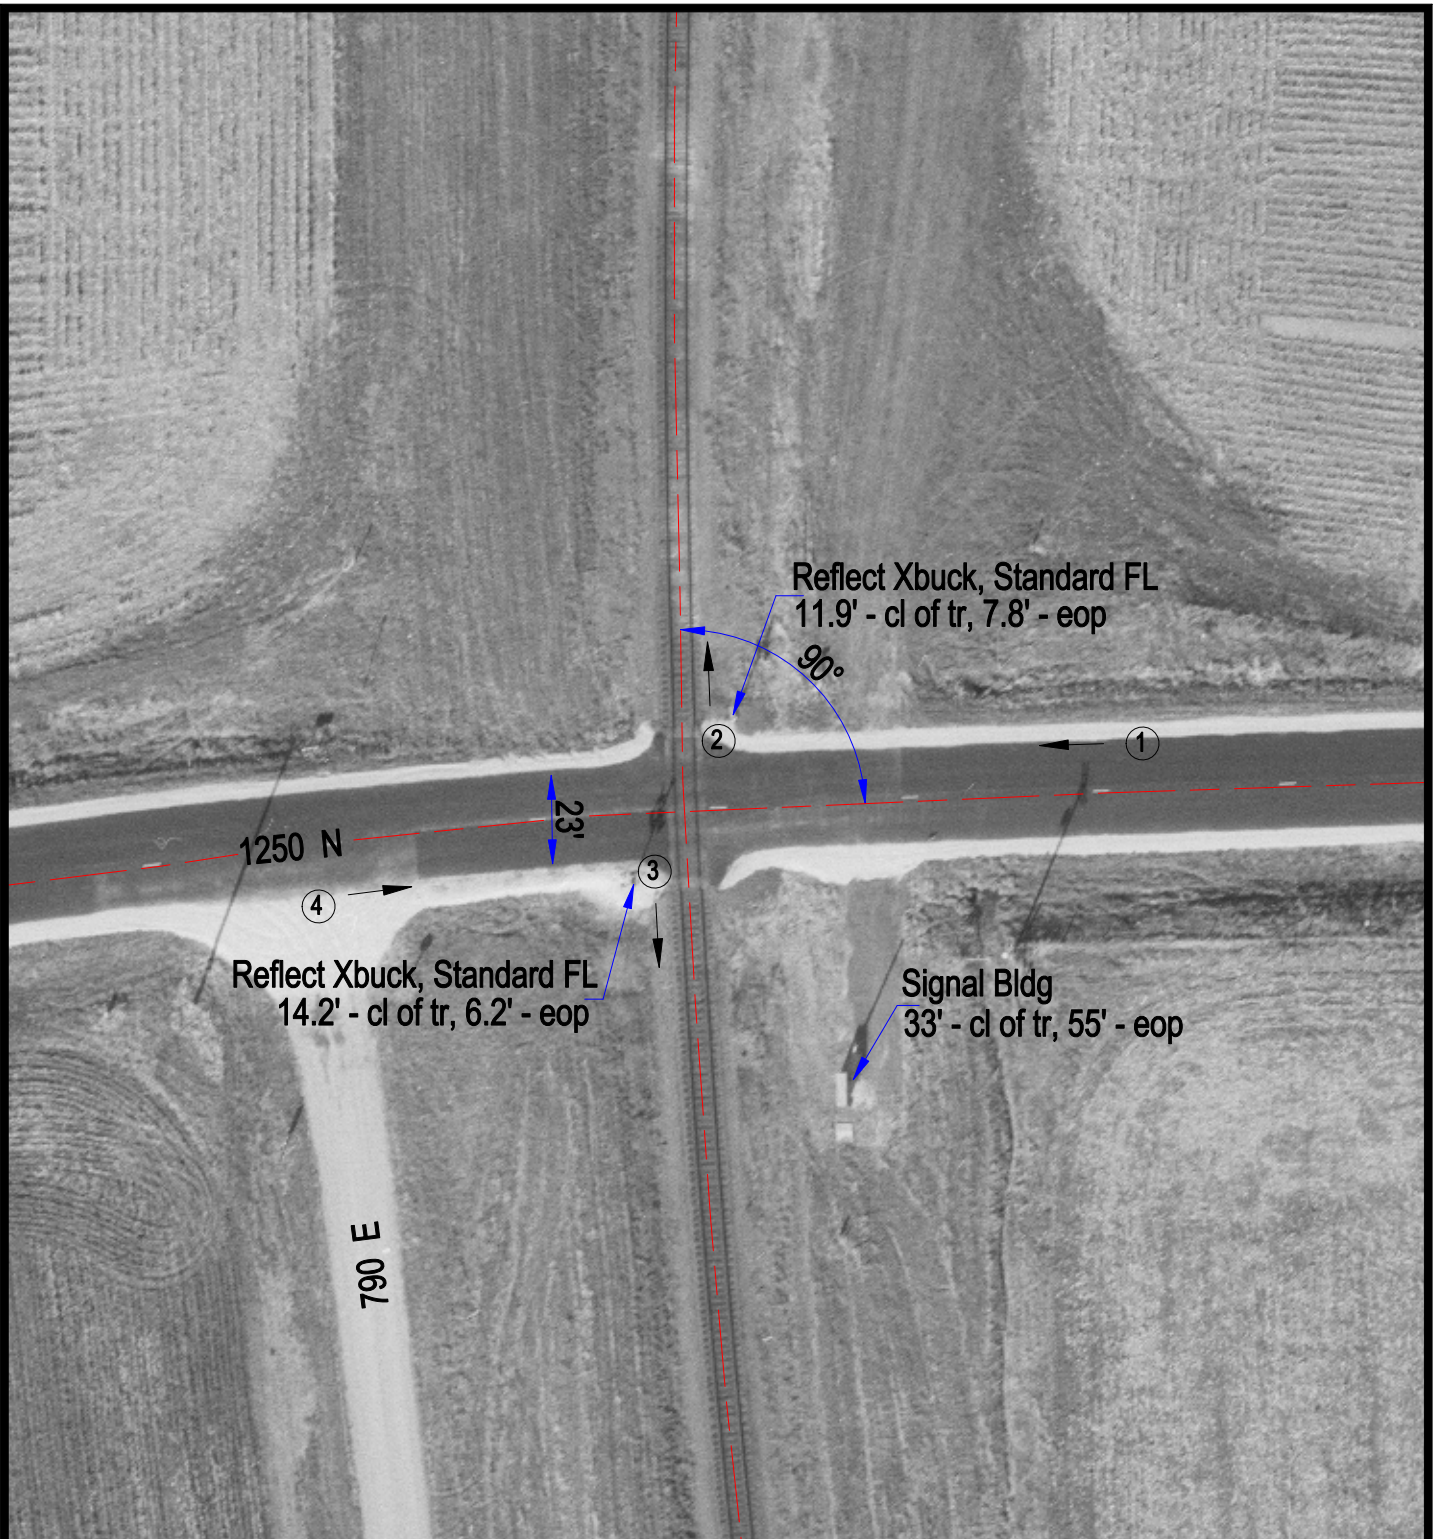 Reflect Xbuck, Standard FL
11.9' - cl of tr, 7.8' - eop
90°
2
1
23'
1250 N
3
4
Reflect Xbuck, Standard FL
14.2' - cl of tr, 6.2' - eop
Signal Bldg
33' - cl of tr, 55' - eop
790 E